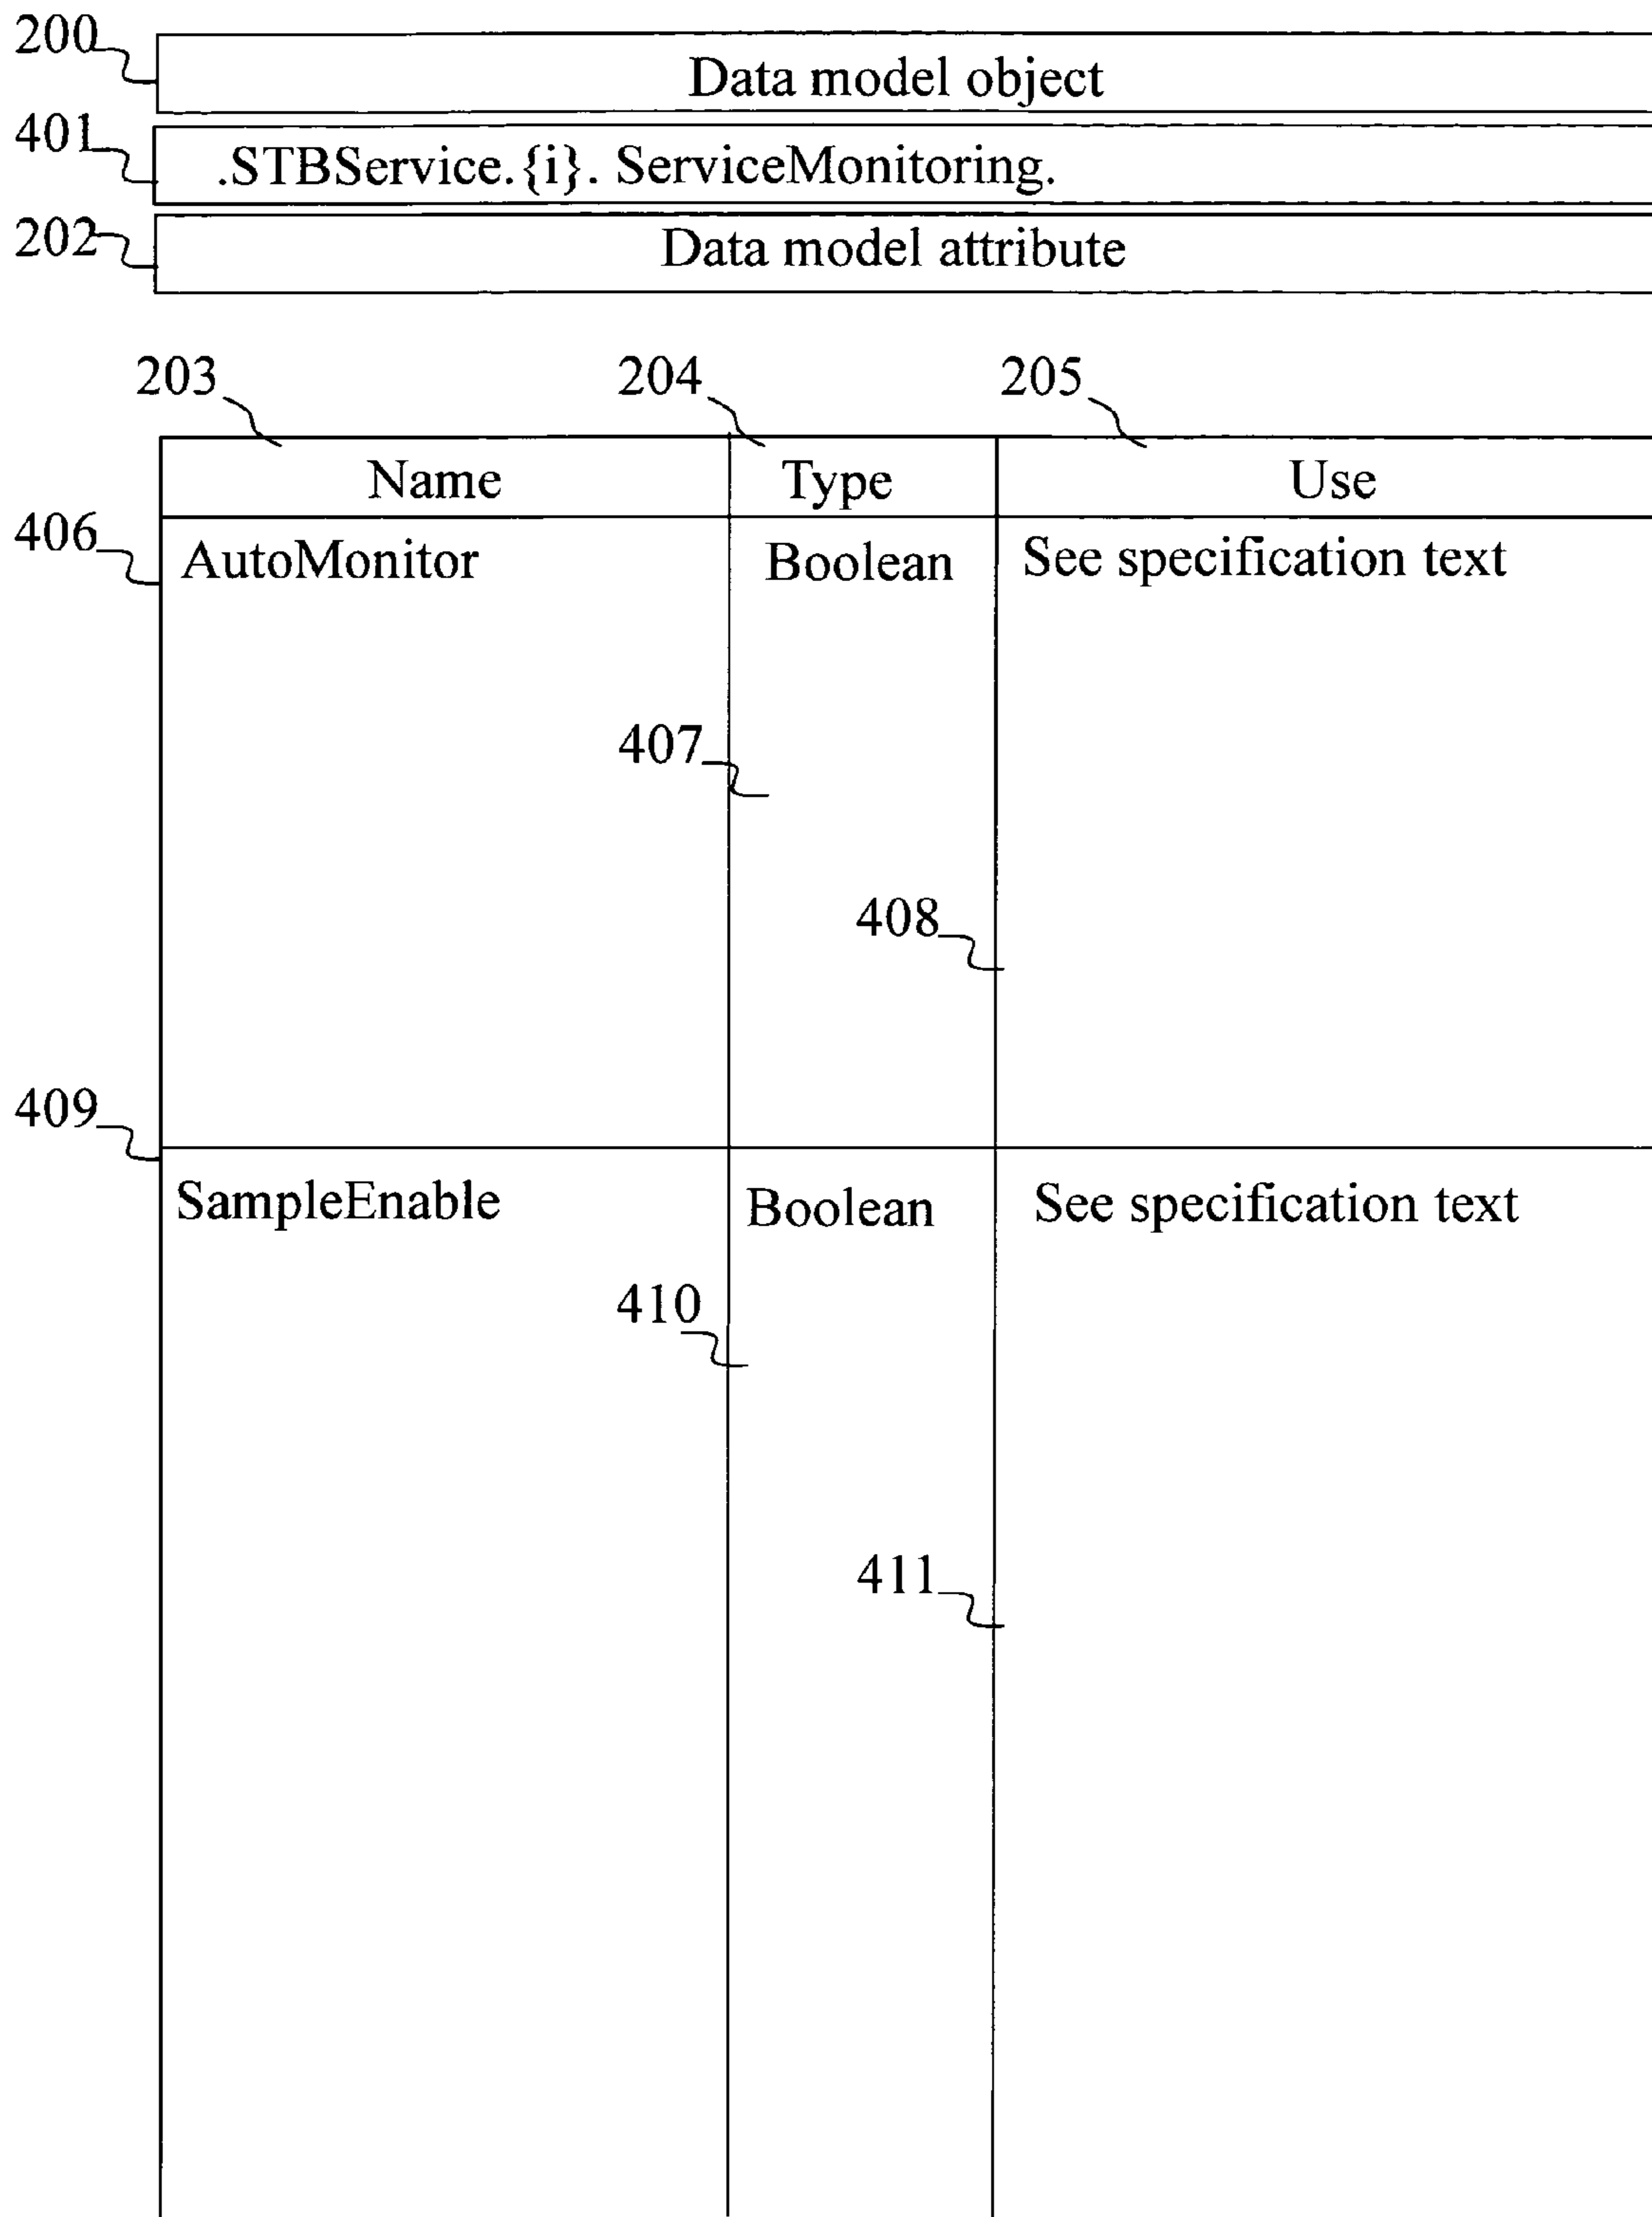 200
Data model object
401
.STBService.{i}. ServiceMonitoring.
202
Data model attribute
203 204 205
Name Type Use
406
AutoMonitor Boolean See specification text
407
408
409
SampleEnable Boolean See specification text
410
411